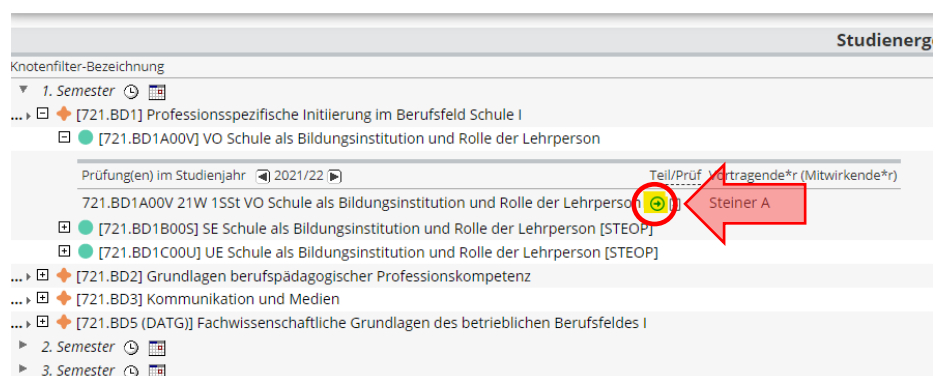 Studienerg
Knotenfilter-Bezeichnung
1. Semester
... [721.BD1] Professionsspezifische Initiierung im Berufsfeld Schule I
[721.BD1A00V] VO Schule als Bildungsinstitution und Rolle der Lehrperson
Prüfung(en) im Studienjahr 2021/22 Teil/Prüf Vortragende*r (Mitwirkende*r)
721.BD1A00V 21W 1SSt VO Schule als Bildungsinstitution und Rolle der Lehrperson Steiner A
[721.BD1B00S] SE Schule als Bildungsinstitution und Rolle der Lehrperson [STEOP]
[721.BD1C00U] UE Schule als Bildungsinstitution und Rolle der Lehrperson [STEOP]
... [721.BD2] Grundlagen berufspädagogischer Professionskompetenz
... [721.BD3] Kommunikation und Medien
... [721.BD5 (DATG)] Fachwissenschaftliche Grundlagen des betrieblichen Berufsfeldes I
2. Semester
3. Semester